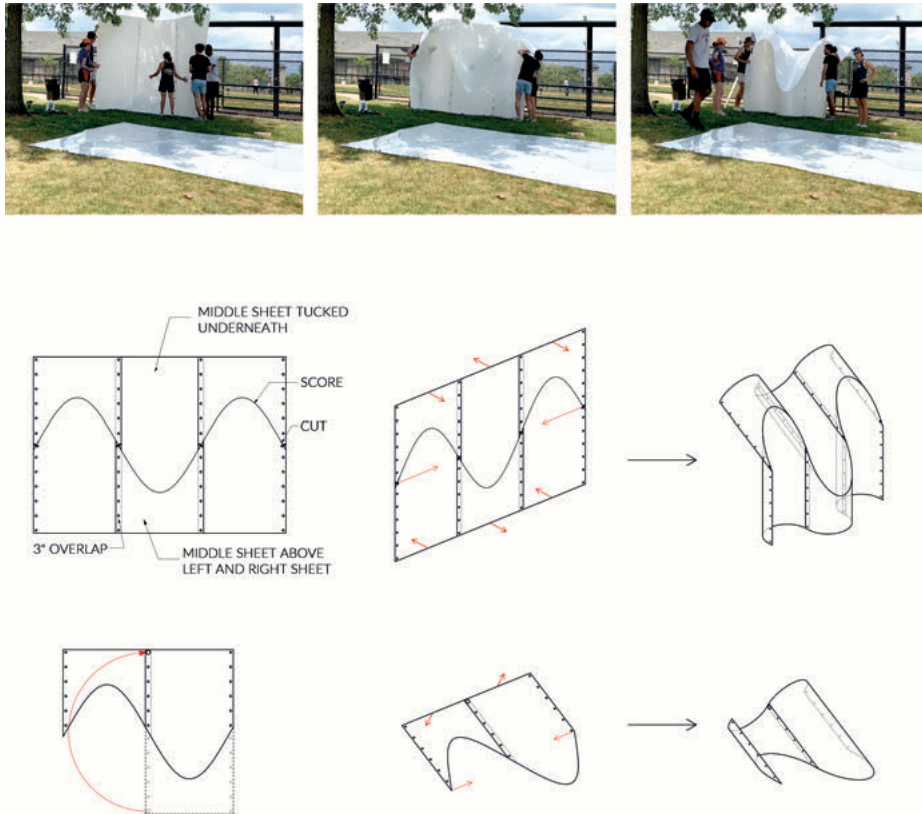 MIDDLE SHEET TUCKED
UNDERNEATH
SCORE
CUT
3" OVERLAP
MIDDLE SHEET ABOVE
LEFT AND RIGHT SHEET